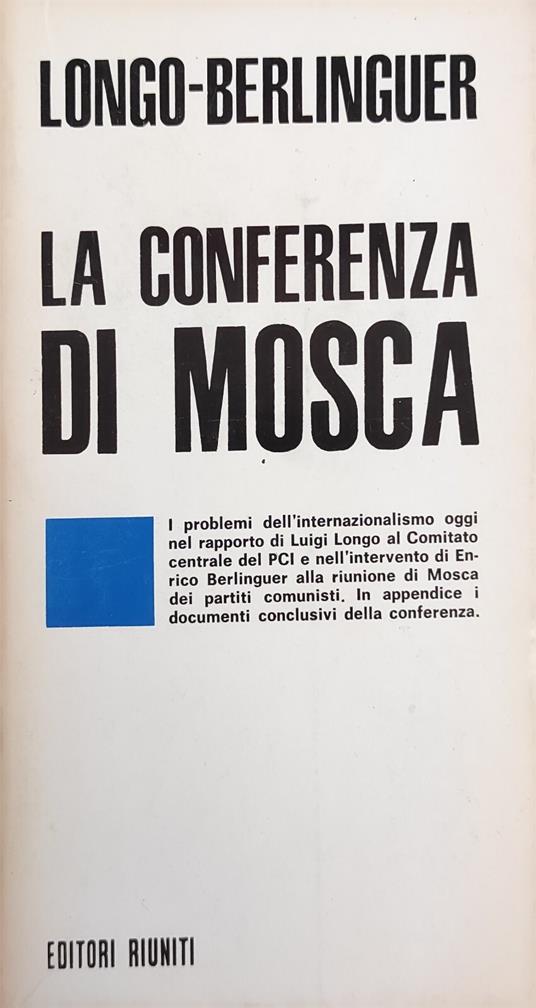 LONGO-BERLINGUER
LA CONFERENZA
DI MOSCA
I problemi dell'internazionalismo oggi
nel rapporto di Luigi Longo al Comitato
centrale del PCI e nell'intervento di En-
rico Berlinguer alla riunione di Mosca
dei partiti comunisti. In appendice i
documenti conclusivi della conferenza.
EDITORI RIUNITI